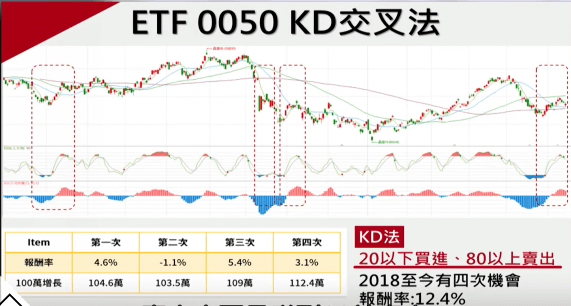 ETF 0050 KD交叉法
Item 第一次 第二次 第三次 第四次
報酬率 4.6% -1.1% 5.4% 3.1%
100萬增長 104.6萬 103.5萬 109萬 112.4萬
KD法
20以下買進、80以上賣出
2018至今有四次機會
報酬率:12.4%